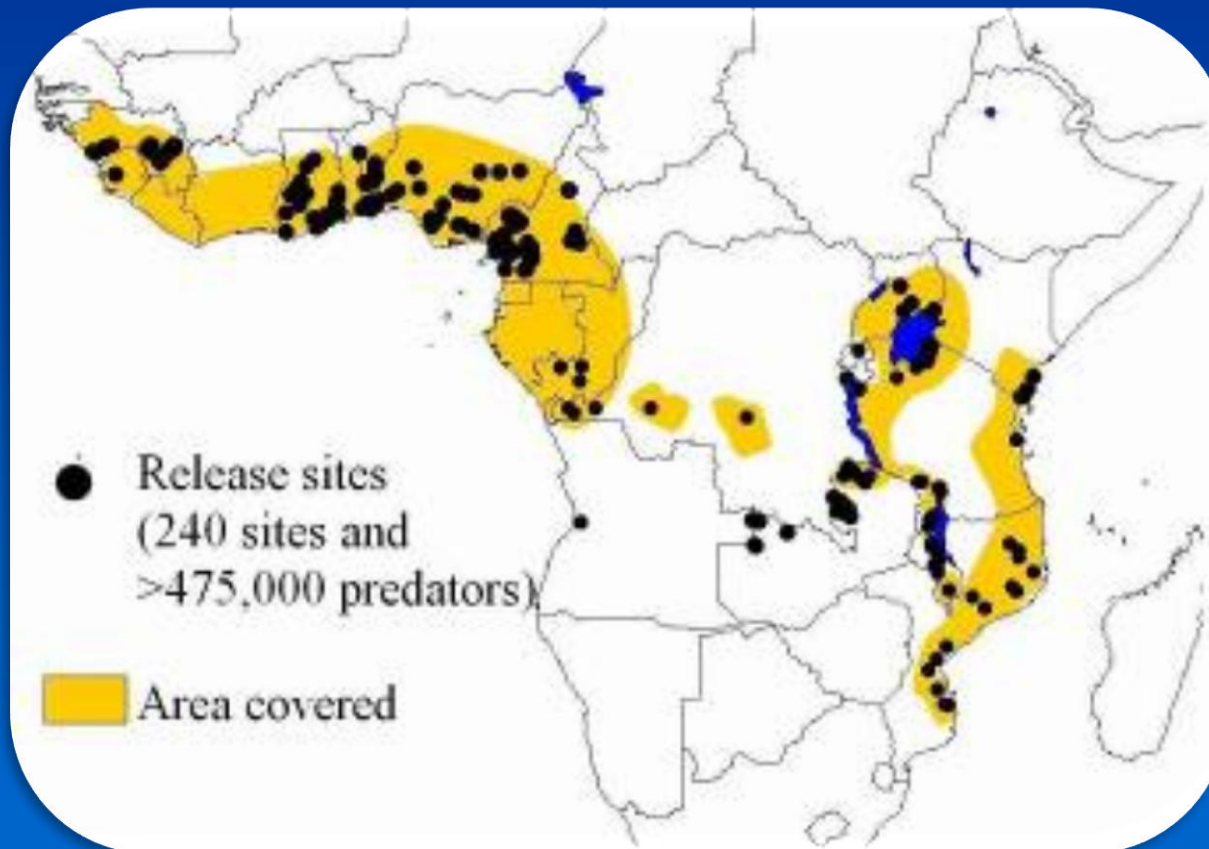 Release sites
(240 sites and
>475,000 predators)
Area covered